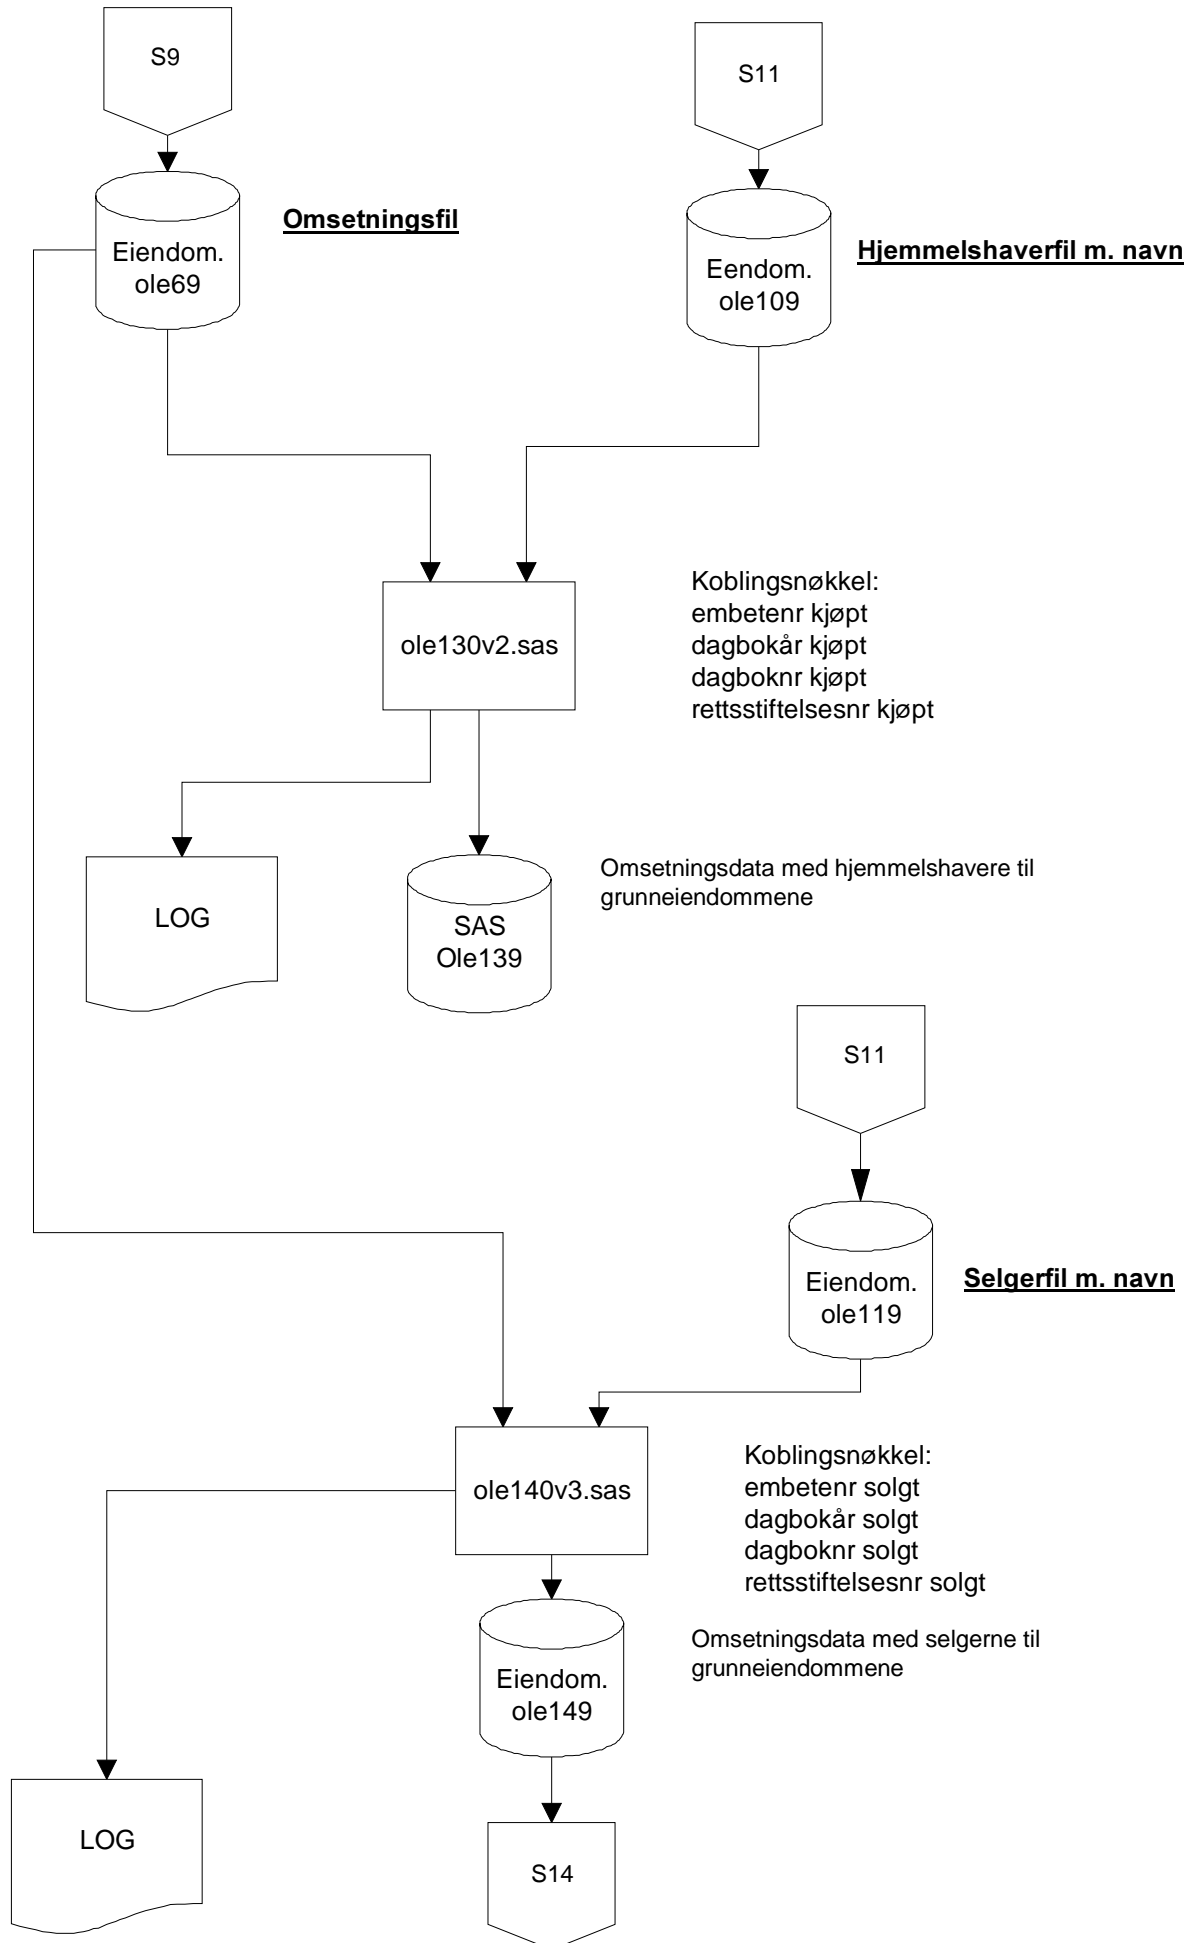 S9
S11
Omsetningsfil
Eiendom.
ole69
Hjemmelshaverfil m. navn
Eendom.
ole109
Koblingsnøkkel:
embetenr kjøpt
dagbokår kjøpt
dagboknr kjøpt
rettsstiftelsesnr kjøpt
ole130v2.sas
Omsetningsdata med hjemmelshavere til
grunneiendommene
LOG
SAS
Ole139
S11
Eiendom.
ole119
Selgerfil m. navn
Koblingsnøkkel:
embetenr solgt
dagbokår solgt
dagboknr solgt
rettsstiftelsesnr solgt
ole140v3.sas
Omsetningsdata med selgerne til
grunneiendommene
Eiendom.
ole149
LOG
S14